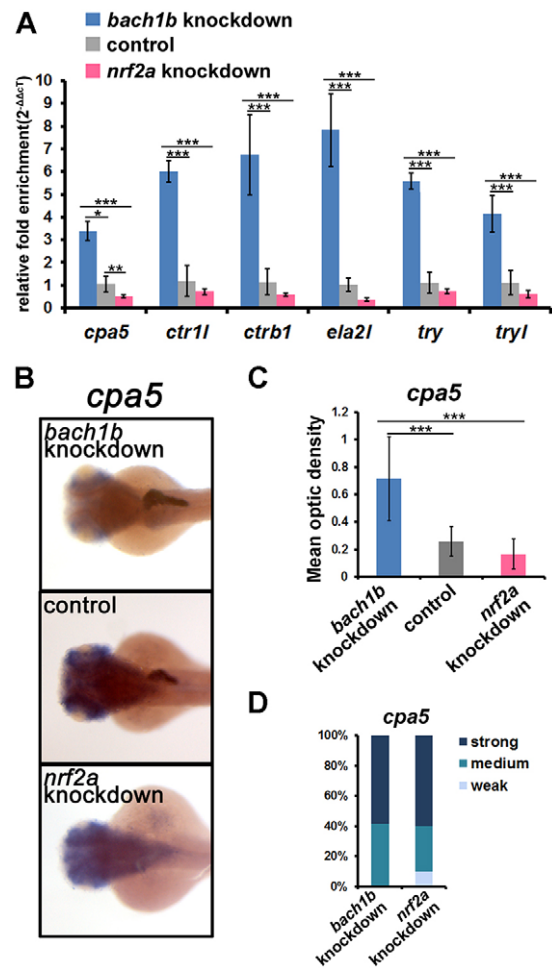 A
bach1b knockdown
control
nrf2a knockdown
relative fold enrichment(2-ΔΔcT)
10
9
8
7
6
5
4
3
2
1
0
***
*
**
***
***
***
***
***
***
***
***
***
***
cpa5
ctr1l
ctrb1
ela2l
try
tryl
B
cpa5
bach1b
knockdown
control
nrf2a
knockdown
C
cpa5
Mean optic density
1.2
1
0.8
0.6
0.4
0.2
0
***
***
bach1b
knockdown
control
nrf2a
knockdown
D
cpa5
100%
80%
60%
40%
20%
0%
strong
medium
weak
bach1b
knockdown
nrf2a
knockdown